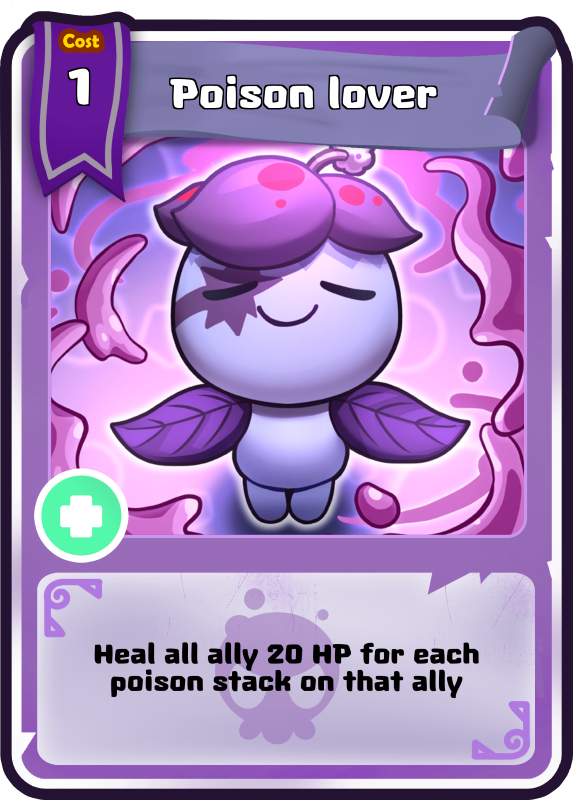 Cost
1
Poison lover
Heal all ally 20 HP for each
poison stack on that ally